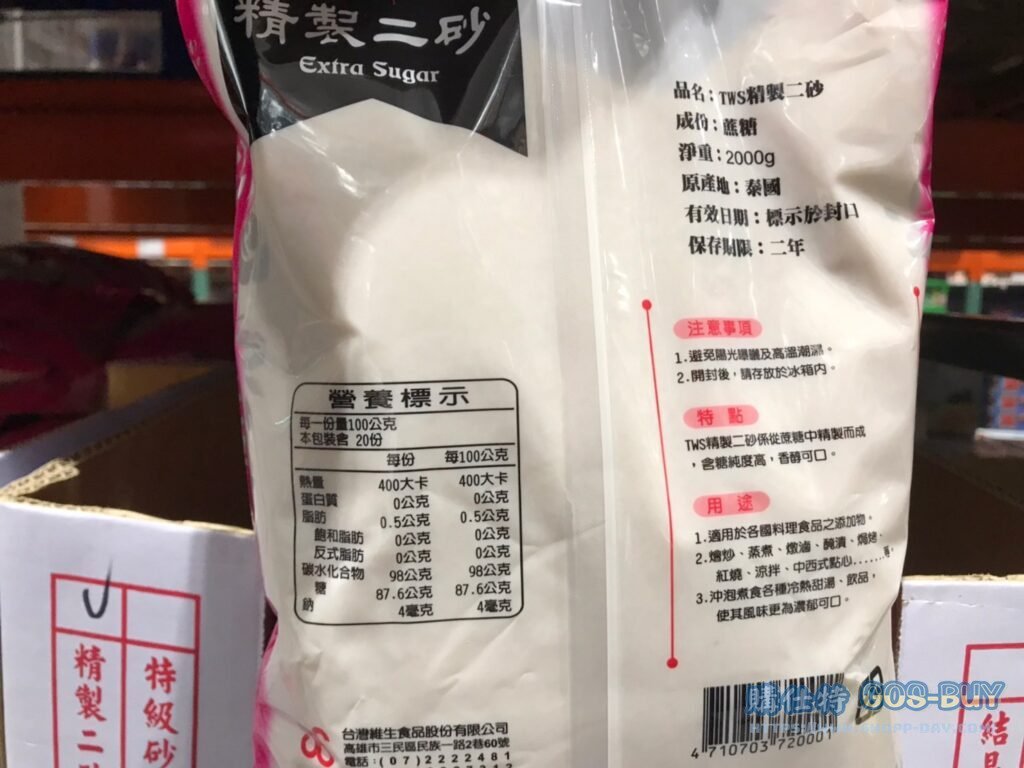 精製二砂
Extra Sugar
品名：TWS精製二砂
成份：蔗糖
淨重：2000g
原產地：泰國
有效日期：標示於封口
保存期限：二年
注意事項
1.避免陽光曝曬及高溫潮濕。
2.開封後，請存放於冰箱內。
特點
TWS精製二砂係從蔗糖中精製而成
，含糖純度高，香醇可口。
用途
1.適用於各國料理食品之添加物。
2.燴炒、蒸煮、燉滷、醃漬、焗烤、
紅燒、涼拌、中西式點心.......等。
3.沖泡煮食各種冷熱甜湯、飲品，
使其風味更為濃郁可口。
營養標示
每一份量100公克
本包裝含 20份
每份 每100公克
熱量 400大卡 400大卡
蛋白質 0公克 0公克
脂肪 0.5公克 0.5公克
飽和脂肪 0公克 0公克
反式脂肪 0公克 0公克
碳水化合物 98公克 98公克
糖 87.6公克 87.6公克
鈉 4毫克 4毫克
台灣維生食品股份有限公司
高雄市三民區民族一路2巷60號
電話：(07)2222481
4 710703 720001
購仕特 COS-BUY
精製二砂
特級砂
結晶